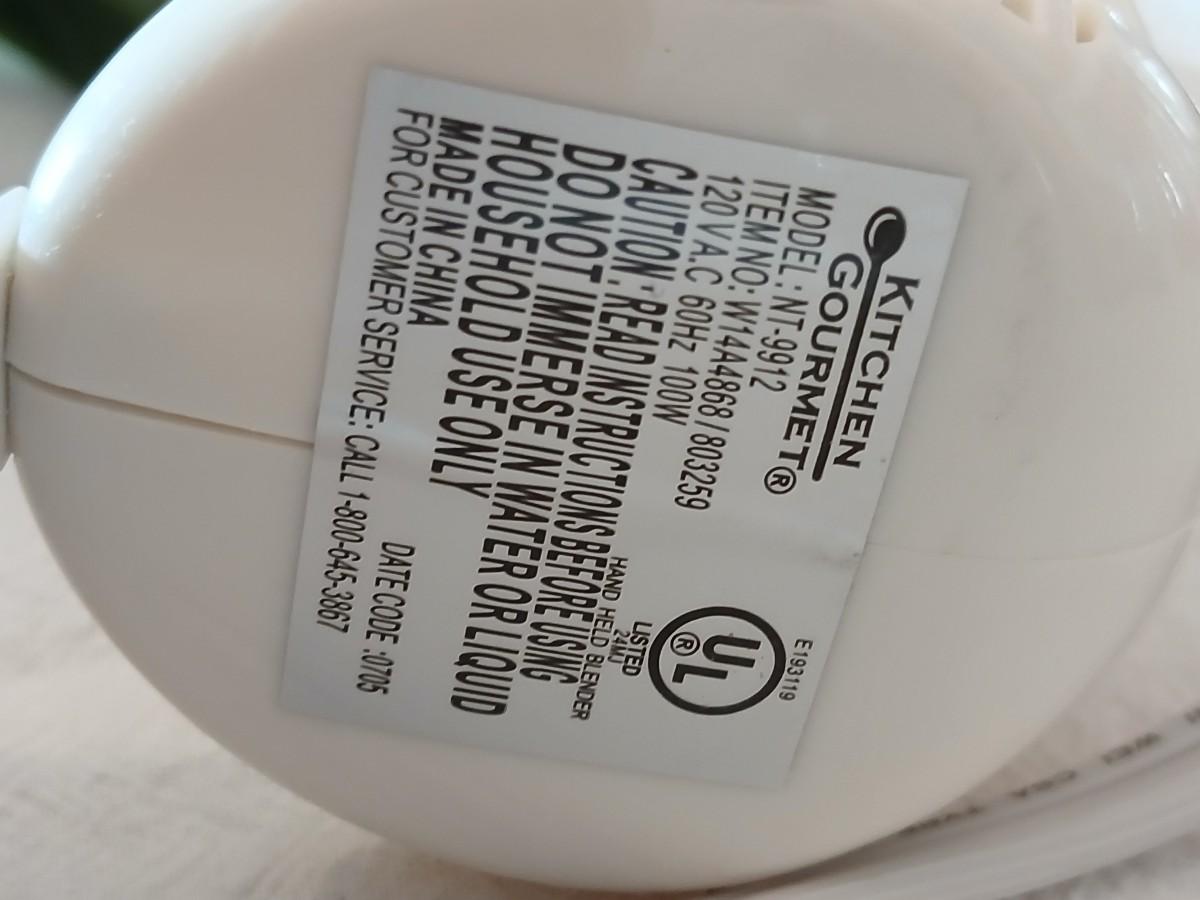 KITCHEN
GOURMET®
MODEL: NT-9912
ITEM NO: W14A4868 / 803259
120 VA.C 60Hz 100W
E193119
UL®
LISTED
24MJ
HAND HELD BLENDER
CAUTION · READ INSTRUCTIONS BEFORE USING
DO NOT IMMERSE IN WATER OR LIQUID
HOUSEHOLD USE ONLY
MADE IN CHINA
DATE CODE :0705
FOR CUSTOMER SERVICE: CALL 1-800-645-3867